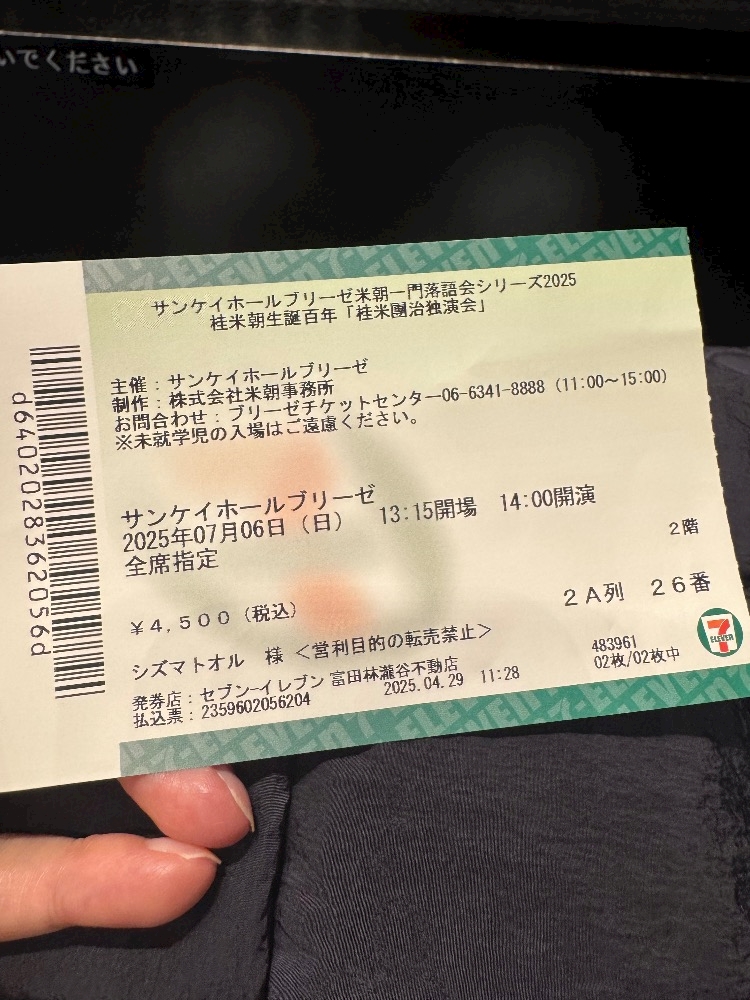 いでください
サンケイホールブリーゼ米朝一門落語会シリーズ2025
桂米朝生誕百年「桂米團治独演会」
主催：サンケイホールブリーゼ
制作：株式会社米朝事務所
お問合わせ：ブリーゼチケットセンター06-6341-8888（11:00～15:00）
※未就学児の入場はご遠慮ください。
サンケイホールブリーゼ
2025年07月06日（日） 13:15開場 14:00開演
全席指定
2階
￥４,５００（税込）
２Ａ列 ２６番
シズマトオル 様 ＜営利目的の転売禁止＞
発券店：セブン-イレブン 富田林瀧谷不動店
払込票：2359602056204 2025.04.29 11:28
483961
02枚/02枚中
7 ELEVEN
d6402028362056d